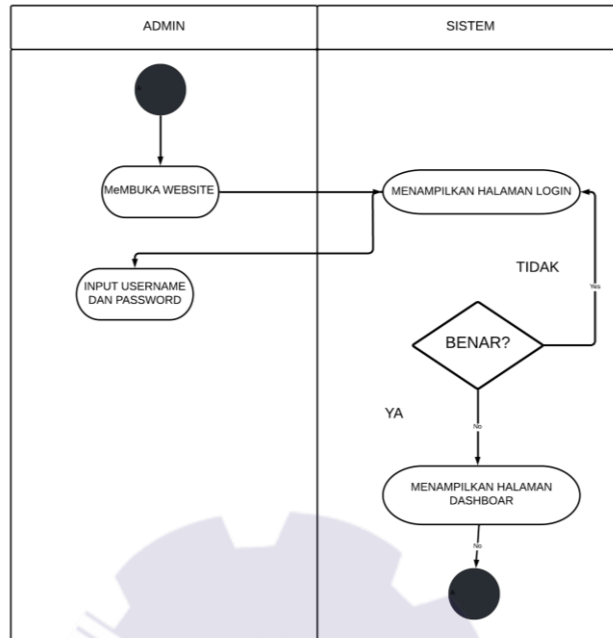 ADMIN
SISTEM
MeMBUKA WEBSITE
MENAMPILKAN HALAMAN LOGIN
INPUT USERNAME
DAN PASSWORD
TIDAK
Yes
BENAR?
YA
No
MENAMPILKAN HALAMAN
DASHBOAR
No